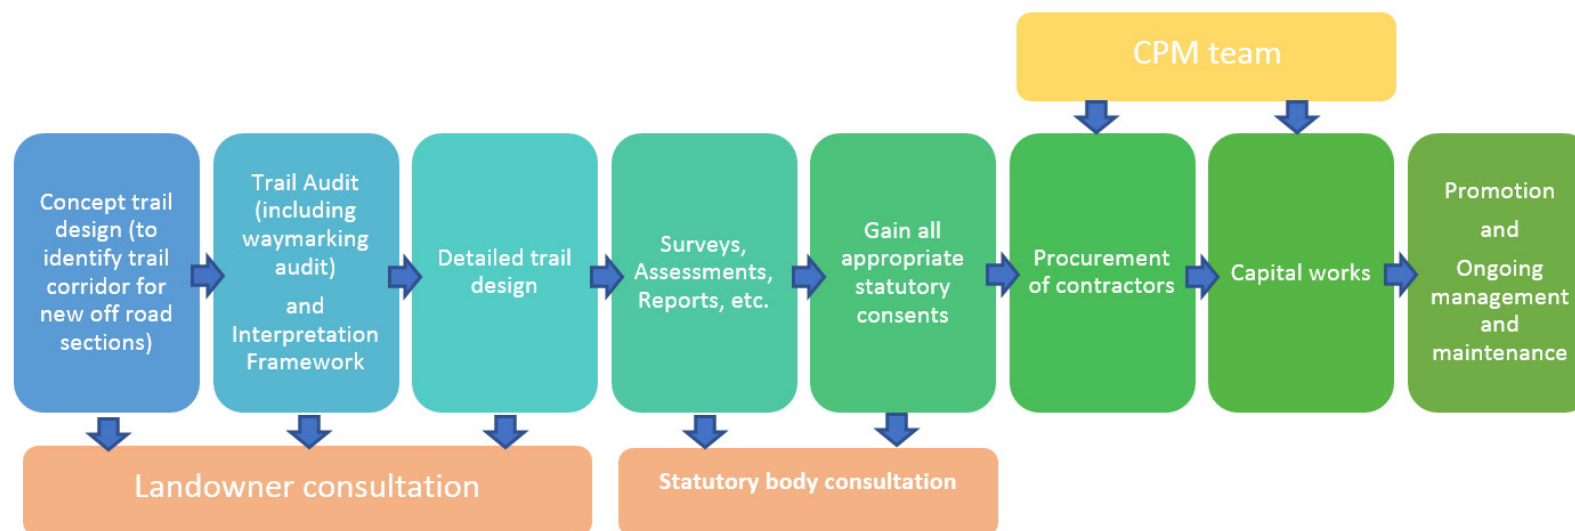 CPM team
Concept trail
design (to
identify trail
corridor for
new off road
sections)
Trail Audit
(including
waymarking
audit)
and
Interpretation
Framework
Detailed trail
design
Surveys,
Assessments,
Reports, etc.
Gain all
appropriate
statutory
consents
Procurement
of contractors
Capital works
Promotion
and
Ongoing
management
and
maintenance
Landowner consultation
Statutory body consultation